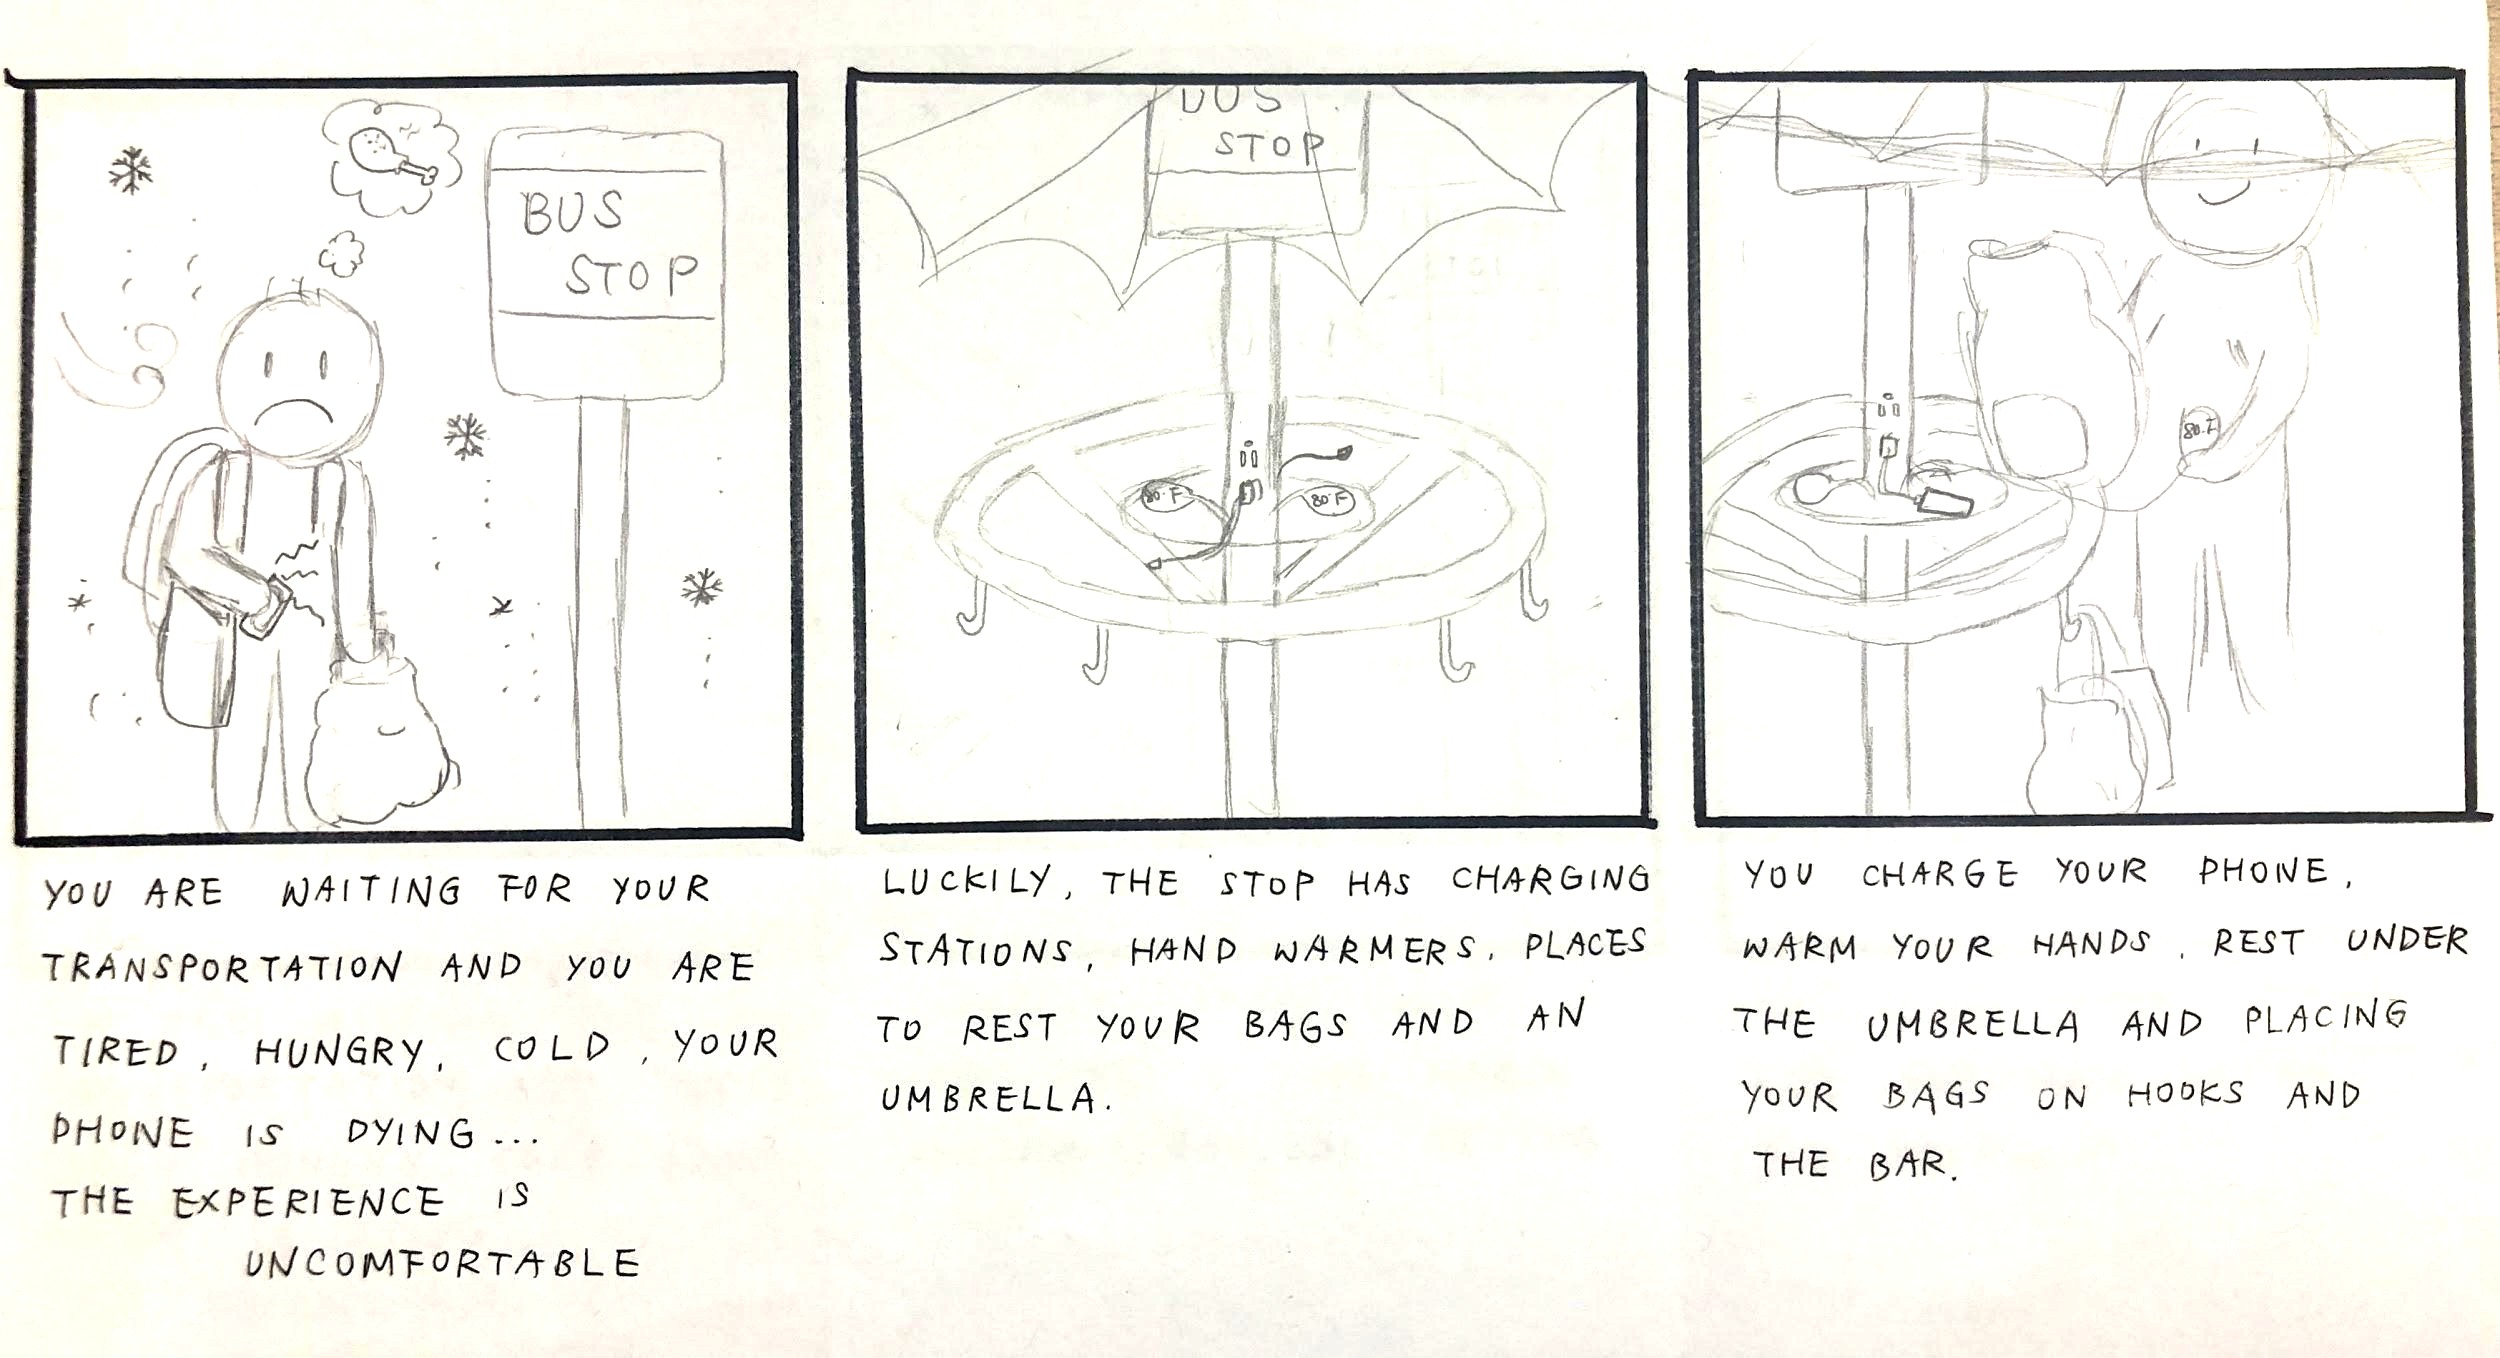 BUS
STOP
YOU ARE WAITING FOR YOUR
TRANSPORTATION AND YOU ARE
TIRED, HUNGRY, COLD, YOUR
PHONE IS DYING...
THE EXPERIENCE IS
UNCOMFORTABLE
BUS
STOP
80°F
80°F
LUCKILY, THE STOP HAS CHARGING
STATIONS, HAND WARMERS, PLACES
TO REST YOUR BAGS AND AN
UMBRELLA.
80°F
YOU CHARGE YOUR PHONE,
WARM YOUR HANDS, REST UNDER
THE UMBRELLA AND PLACING
YOUR BAGS ON HOOKS AND
THE BAR.